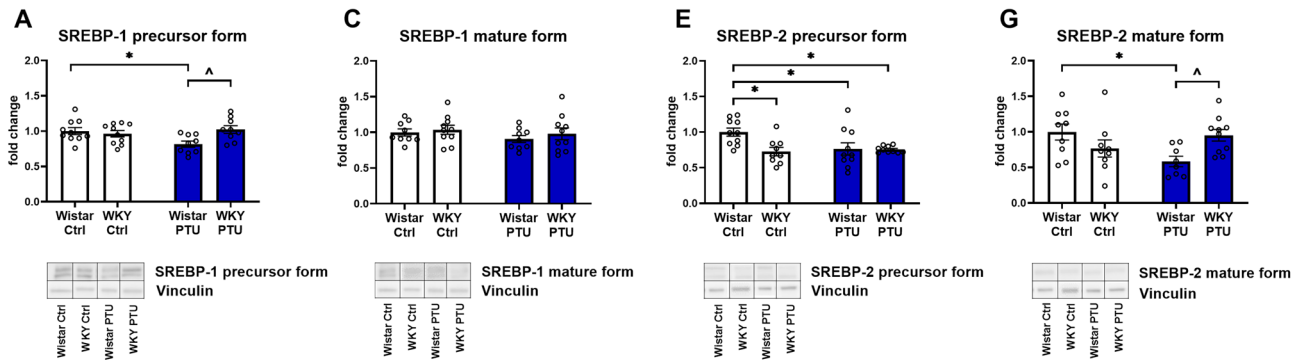 A
SREBP-1 precursor form
*
^
fold change
2.0
1.5
1.0
0.5
0.0
Wistar Ctrl
WKY Ctrl
Wistar PTU
WKY PTU
SREBP-1 precursor form
Vinculin
Wistar Ctrl
WKY Ctrl
Wistar PTU
WKY PTU
C
SREBP-1 mature form
fold change
2.0
1.5
1.0
0.5
0.0
Wistar Ctrl
WKY Ctrl
Wistar PTU
WKY PTU
SREBP-1 mature form
Vinculin
Wistar Ctrl
WKY Ctrl
Wistar PTU
WKY PTU
E
SREBP-2 precursor form
*
*
*
fold change
2.0
1.5
1.0
0.5
0.0
Wistar Ctrl
WKY Ctrl
Wistar PTU
WKY PTU
SREBP-2 precursor form
Vinculin
Wistar Ctrl
WKY Ctrl
Wistar PTU
WKY PTU
G
SREBP-2 mature form
*
^
fold change
2.0
1.5
1.0
0.5
0.0
Wistar Ctrl
WKY Ctrl
Wistar PTU
WKY PTU
SREBP-2 mature form
Vinculin
Wistar Ctrl
WKY Ctrl
Wistar PTU
WKY PTU